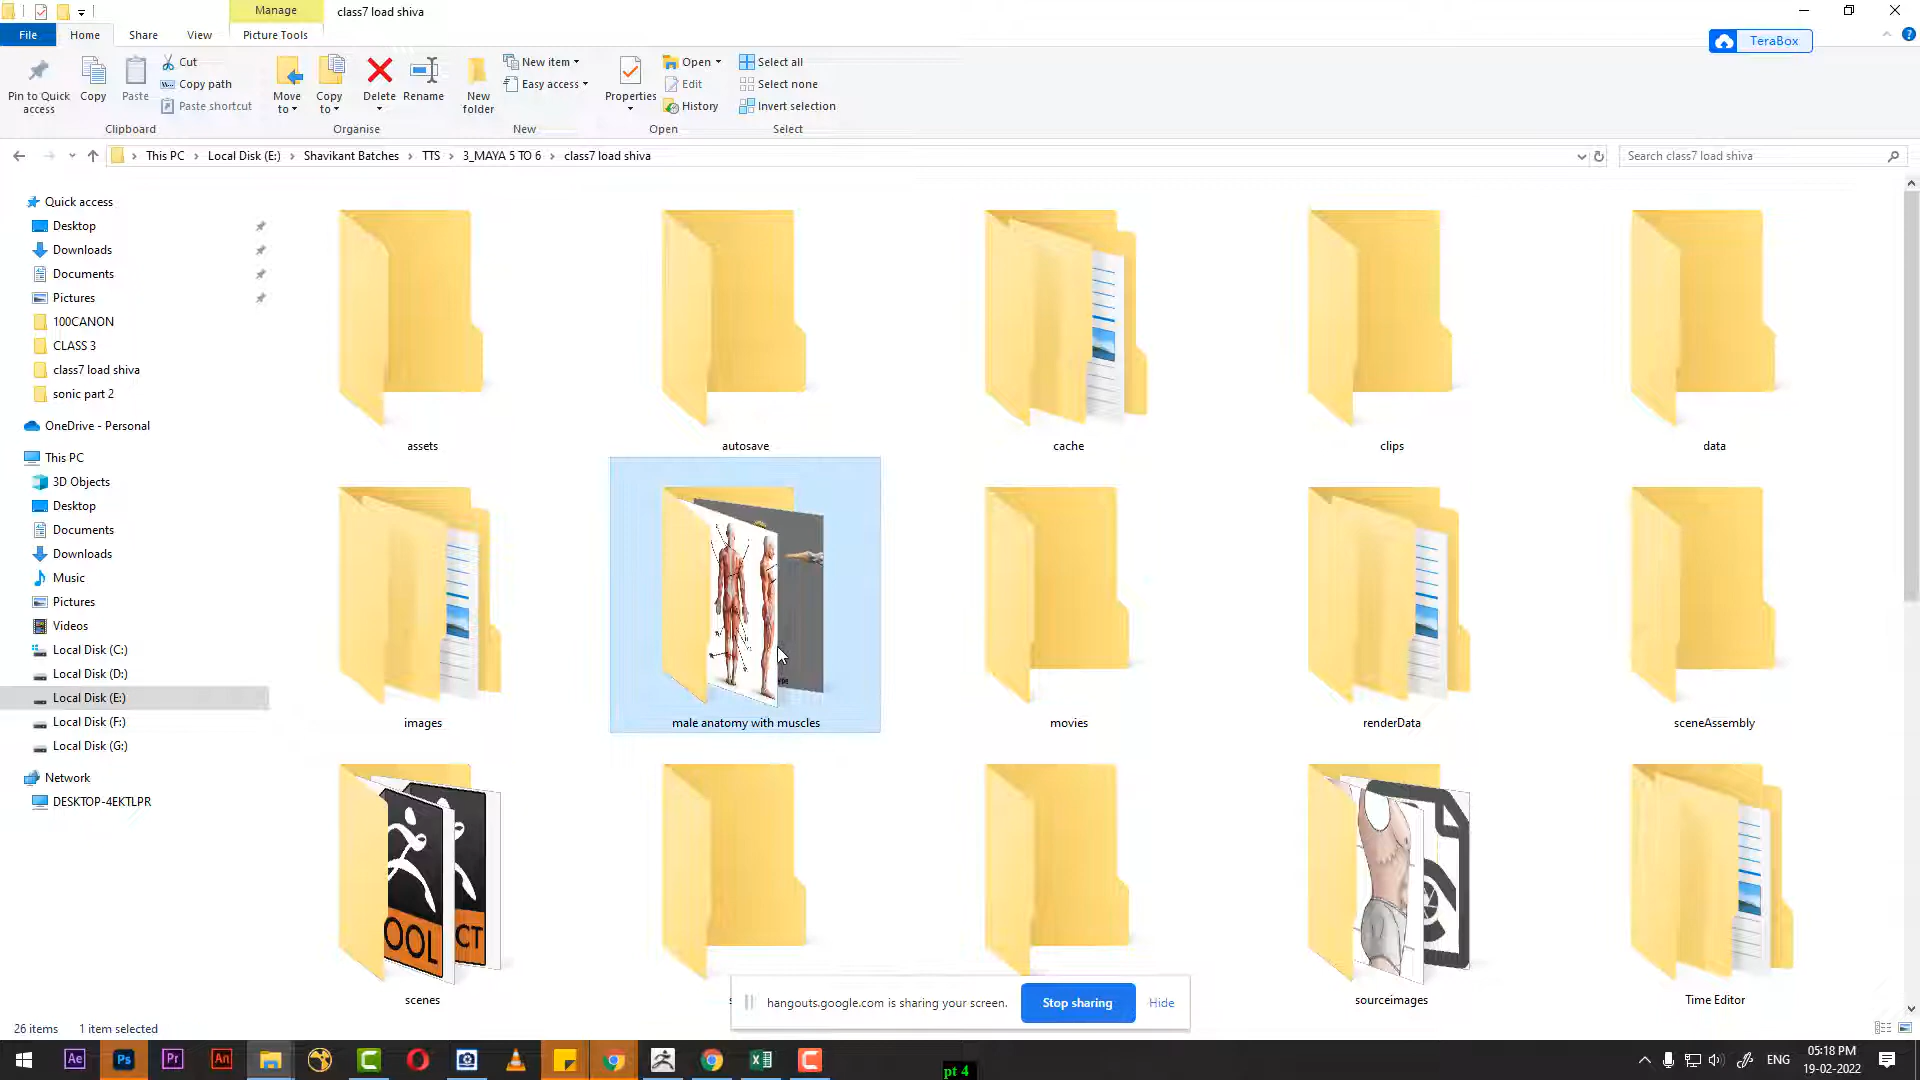 Manage
class7 load shiva
File
Home
Share
View
Picture Tools
TeraBox
Pin to Quick access
Copy
Paste
Cut
Copy path
Paste shortcut
Clipboard
Move to
Copy to
Delete
Rename
Organise
New folder
New item
Easy access
New
Properties
Open
Edit
History
Open
Select all
Select none
Invert selection
Select
This PC
Local Disk (E:)
Shavikant Batches
TTS
3_MAYA 5 TO 6
class7 load shiva
Search class7 load shiva
Quick access
Desktop
Downloads
Documents
Pictures
100CANON
CLASS 3
class7 load shiva
sonic part 2
OneDrive - Personal
This PC
3D Objects
Desktop
Documents
Downloads
Music
Pictures
Videos
Local Disk (C:)
Local Disk (D:)
Local Disk (E:)
Local Disk (F:)
Local Disk (G:)
Network
DESKTOP-4EKTLPR
assets
autosave
cache
clips
data
images
male anatomy with muscles
movies
renderData
sceneAssembly
OOL
CT
scenes
sourceimages
Time Editor
hangouts.google.com is sharing your screen.
Stop sharing
Hide
26 items
1 item selected
Ae
Ps
Pr
An
pt 4
ENG
05:18 PM
19-02-2022